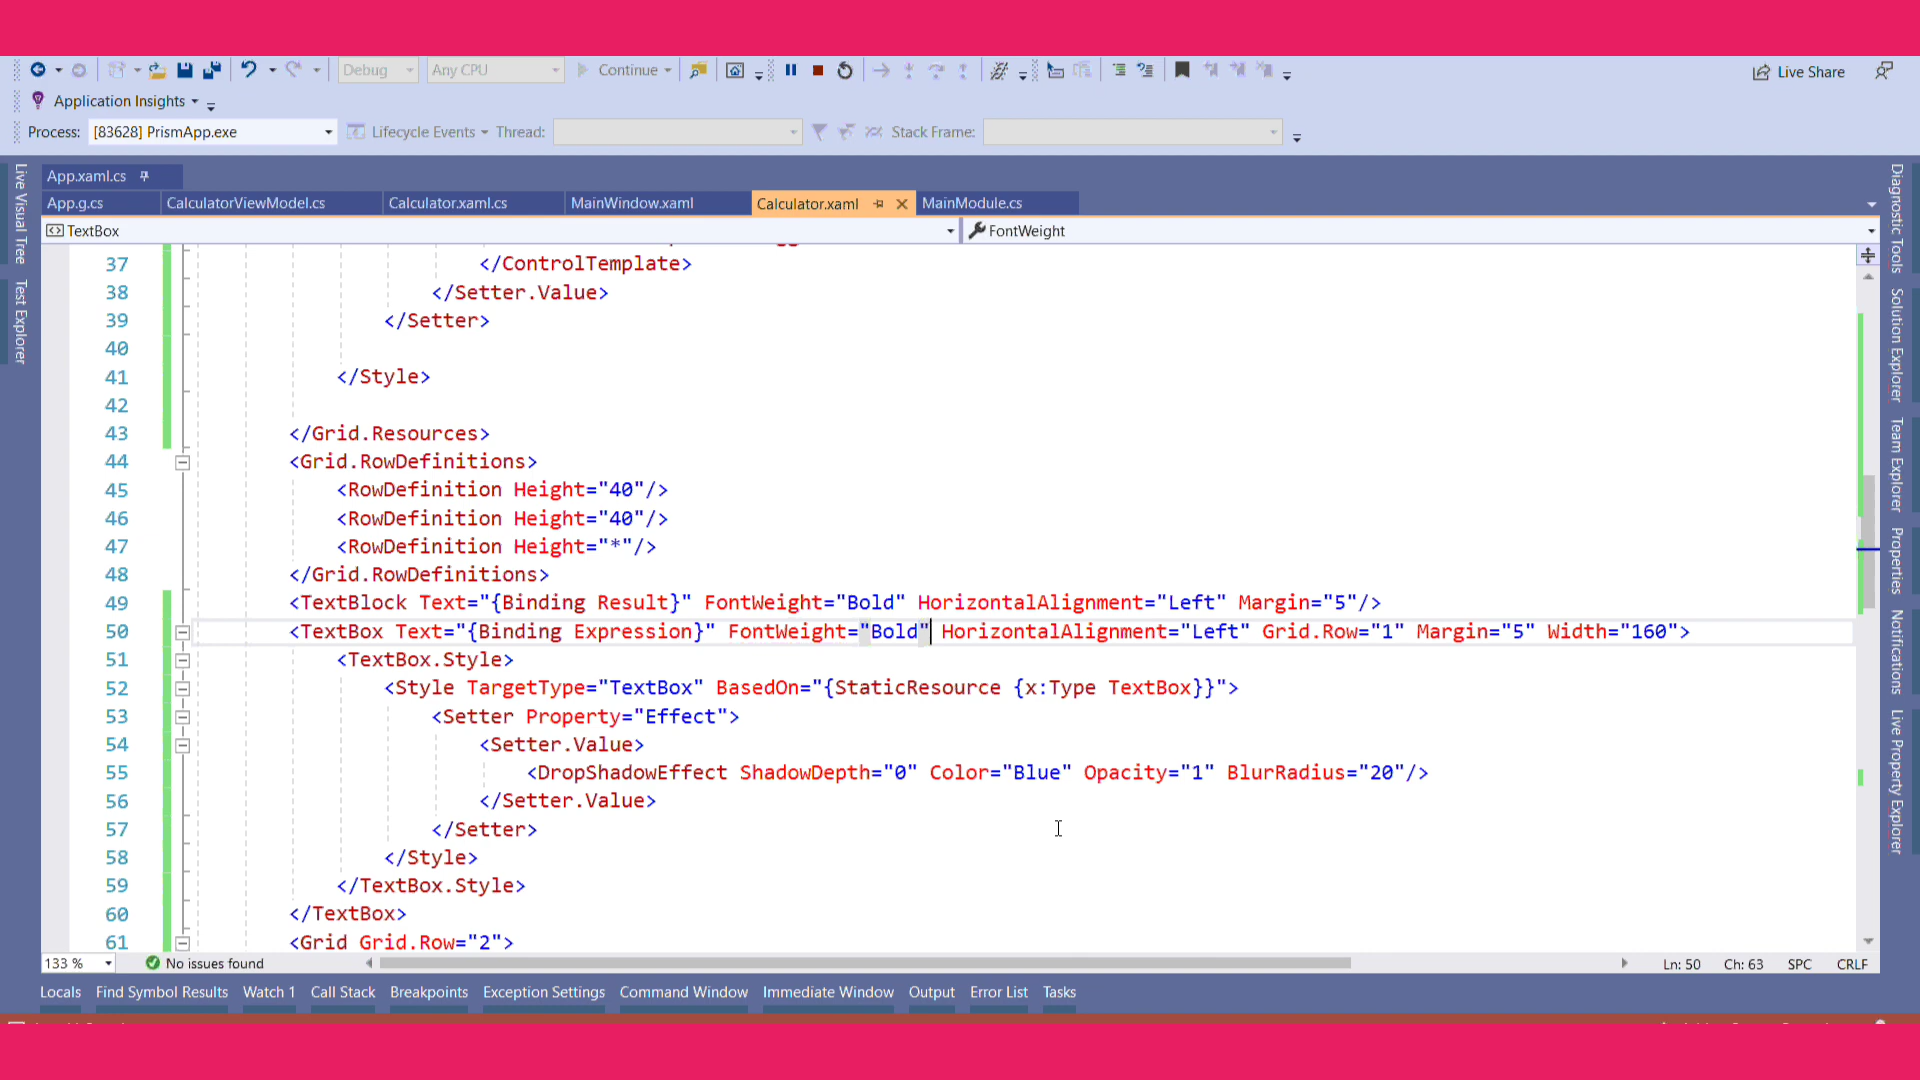 Debug
Any CPU
Continue
Live Share
Application Insights
Process: [83628] PrismApp.exe Lifecycle Events Thread: Stack Frame:
App.xaml.cs
App.g.cs CalculatorViewModel.cs Calculator.xaml.cs MainWindow.xaml Calculator.xaml MainModule.cs
TextBox FontWeight
37 </ControlTemplate>
38 </Setter.Value>
39 </Setter>
40
41 </Style>
42
43 </Grid.Resources>
44 <Grid.RowDefinitions>
45 <RowDefinition Height="40"/>
46 <RowDefinition Height="40"/>
47 <RowDefinition Height="*"/>
48 </Grid.RowDefinitions>
49 <TextBlock Text="{Binding Result}" FontWeight="Bold" HorizontalAlignment="Left" Margin="5"/>
50 <TextBox Text="{Binding Expression}" FontWeight="Bold" HorizontalAlignment="Left" Grid.Row="1" Margin="5" Width="160">
51 <TextBox.Style>
52 <Style TargetType="TextBox" BasedOn="{StaticResource {x:Type TextBox}}">
53 <Setter Property="Effect">
54 <Setter.Value>
55 <DropShadowEffect ShadowDepth="0" Color="Blue" Opacity="1" BlurRadius="20"/>
56 </Setter.Value>
57 </Setter>
58 </Style>
59 </TextBox.Style>
60 </TextBox>
61 <Grid Grid.Row="2">
133 % No issues found Ln: 50 Ch: 63 SPC CRLF
Locals Find Symbol Results Watch 1 Call Stack Breakpoints Exception Settings Command Window Immediate Window Output Error List Tasks
Live Visual Tree
Test Explorer
Diagnostic Tools
Solution Explorer
Team Explorer
Properties
Notifications
Live Property Explorer